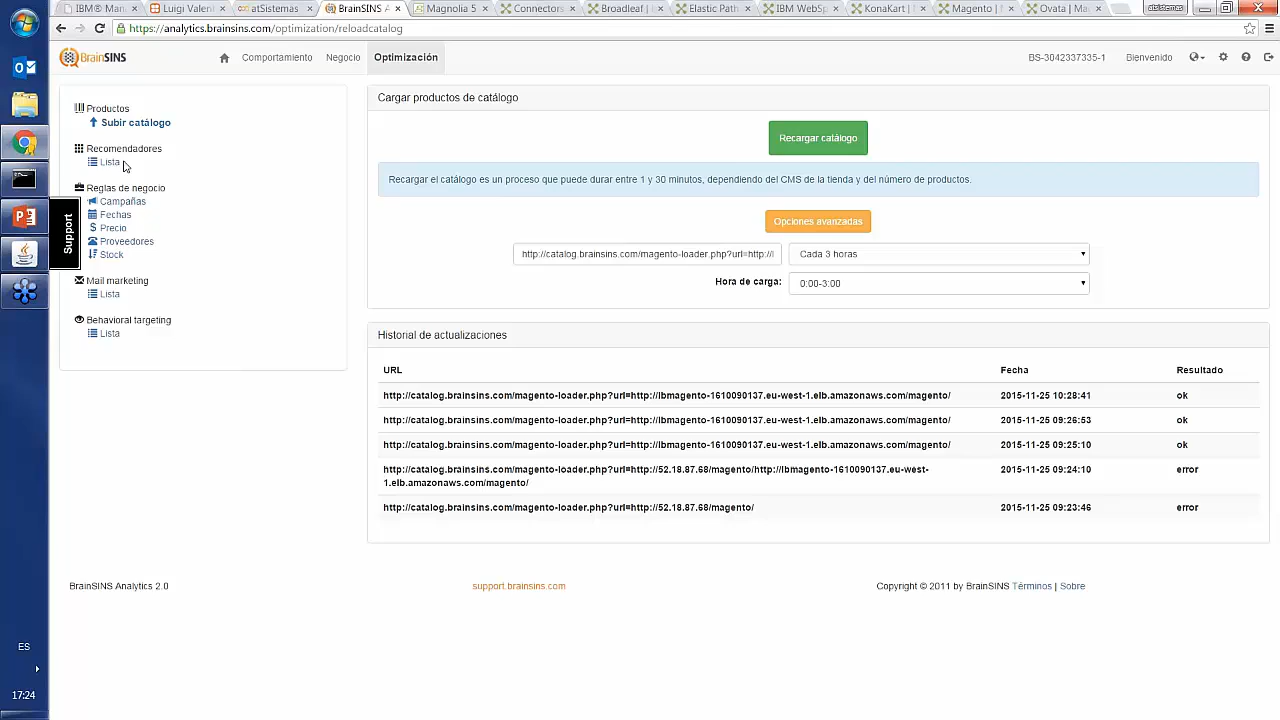 IBM® Man
Luigi Valen
atSistemas
BrainSINS A
Magnolia 5
Connectors
Broadleaf |
Elastic Path
IBM WebSp
KonaKart |
Magento |
Ovata | Ma
atsistemas
https://analytics.brainsins.com/optimization/reloadcatalog
BrainSINS
Comportamiento
Negocio
Optimización
BS-3042337335-1
Bienvenido
Productos
Subir catálogo
Recomendadores
Lista
Reglas de negocio
Campañas
Fechas
Precio
Proveedores
Stock
Mail marketing
Lista
Behavioral targeting
Lista
Support
Cargar productos de catálogo
Recargar catálogo
Recargar el catálogo es un proceso que puede durar entre 1 y 30 minutos, dependiendo del CMS de la tienda y del número de productos.
Opciones avanzadas
http://catalog.brainsins.com/magento-loader.php?url=http://l
Cada 3 horas
Hora de carga:
0:00-3:00
Historial de actualizaciones
URL Fecha Resultado
http://catalog.brainsins.com/magento-loader.php?url=http://lbmagento-1610090137.eu-west-1.elb.amazonaws.com/magento/ 2015-11-25 10:28:41 ok
http://catalog.brainsins.com/magento-loader.php?url=http://lbmagento-1610090137.eu-west-1.elb.amazonaws.com/magento/ 2015-11-25 09:26:53 ok
http://catalog.brainsins.com/magento-loader.php?url=http://lbmagento-1610090137.eu-west-1.elb.amazonaws.com/magento/ 2015-11-25 09:25:10 ok
http://catalog.brainsins.com/magento-loader.php?url=http://52.18.87.68/magento/http://lbmagento-1610090137.eu-west- 2015-11-25 09:24:10 error
1.elb.amazonaws.com/magento/
http://catalog.brainsins.com/magento-loader.php?url=http://52.18.87.68/magento/ 2015-11-25 09:23:46 error
BrainSINS Analytics 2.0
support.brainsins.com
Copyright © 2011 by BrainSINS Términos | Sobre
ES
17:24